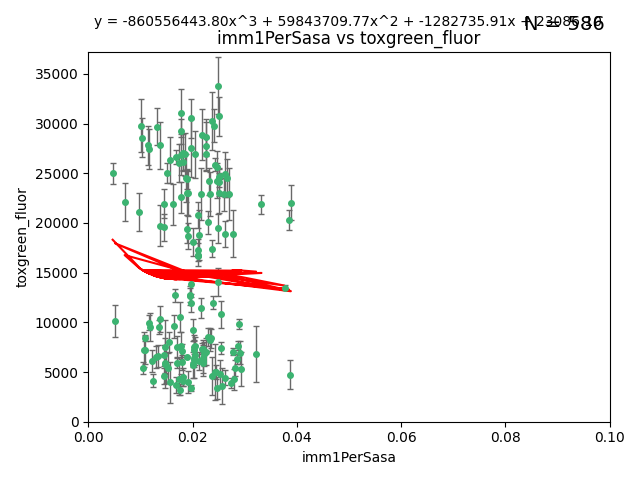 y = -860556443.80x^3 + 59843709.77x^2 + -1282735.91x +
N = 586
imm1PerSasa vs toxgreen_fluor
35000
30000
25000
20000
15000
10000
5000
0
toxgreen_fluor
0.00
0.02
0.04
0.06
0.08
0.10
imm1PerSasa